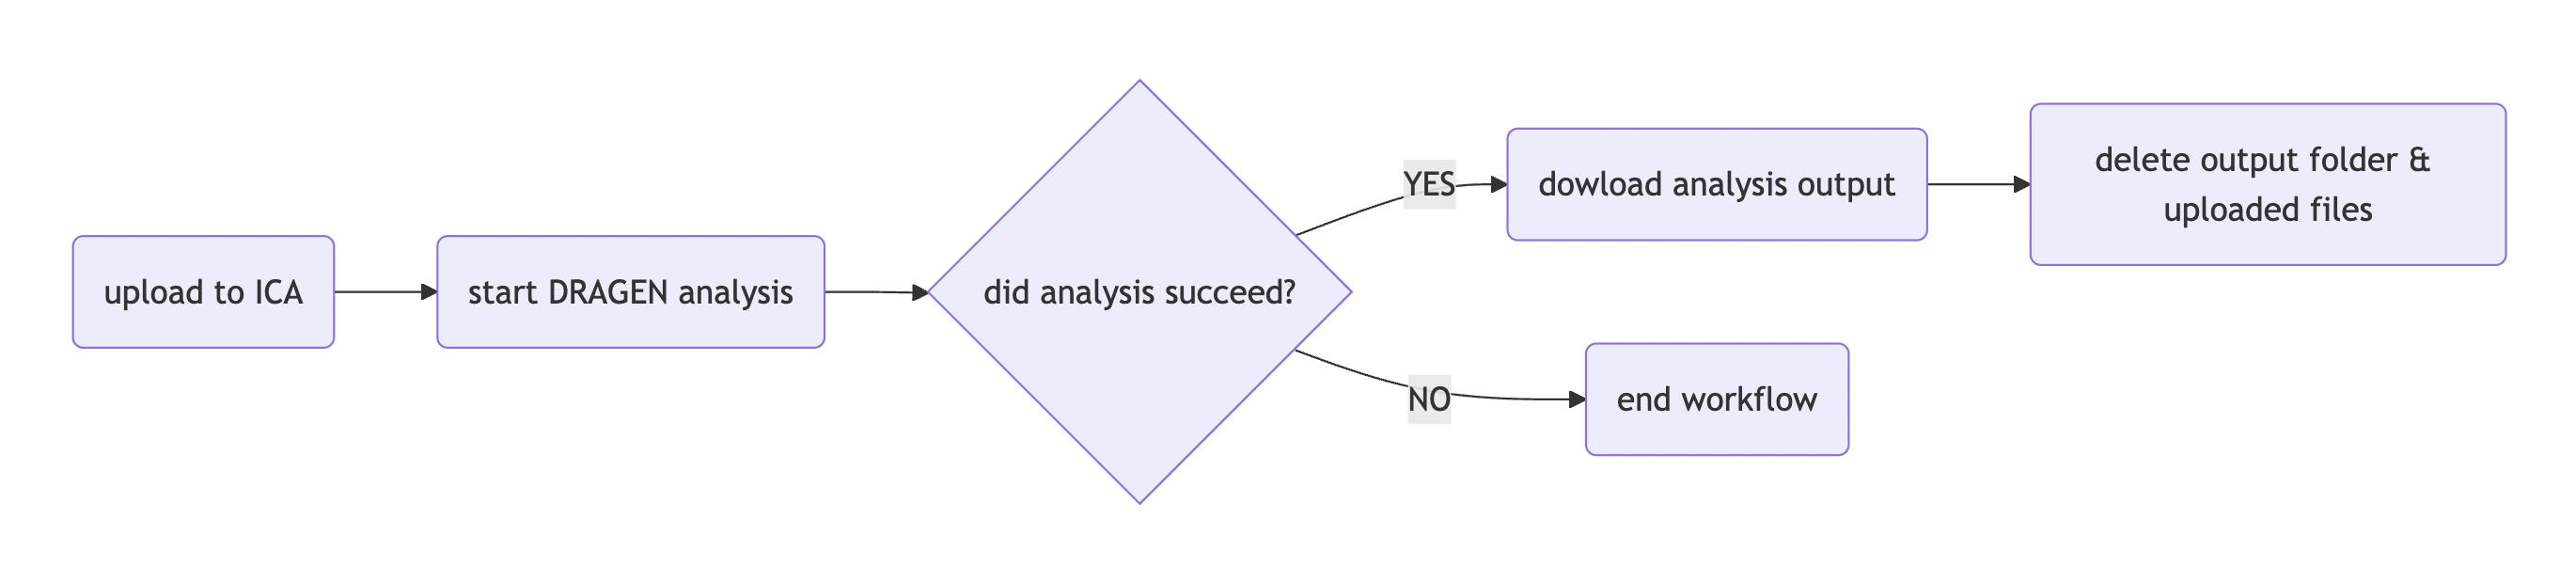 upload to ICA
start DRAGEN analysis
did analysis succeed?
YES
dowload analysis output
delete output folder &
uploaded files
NO
end workflow